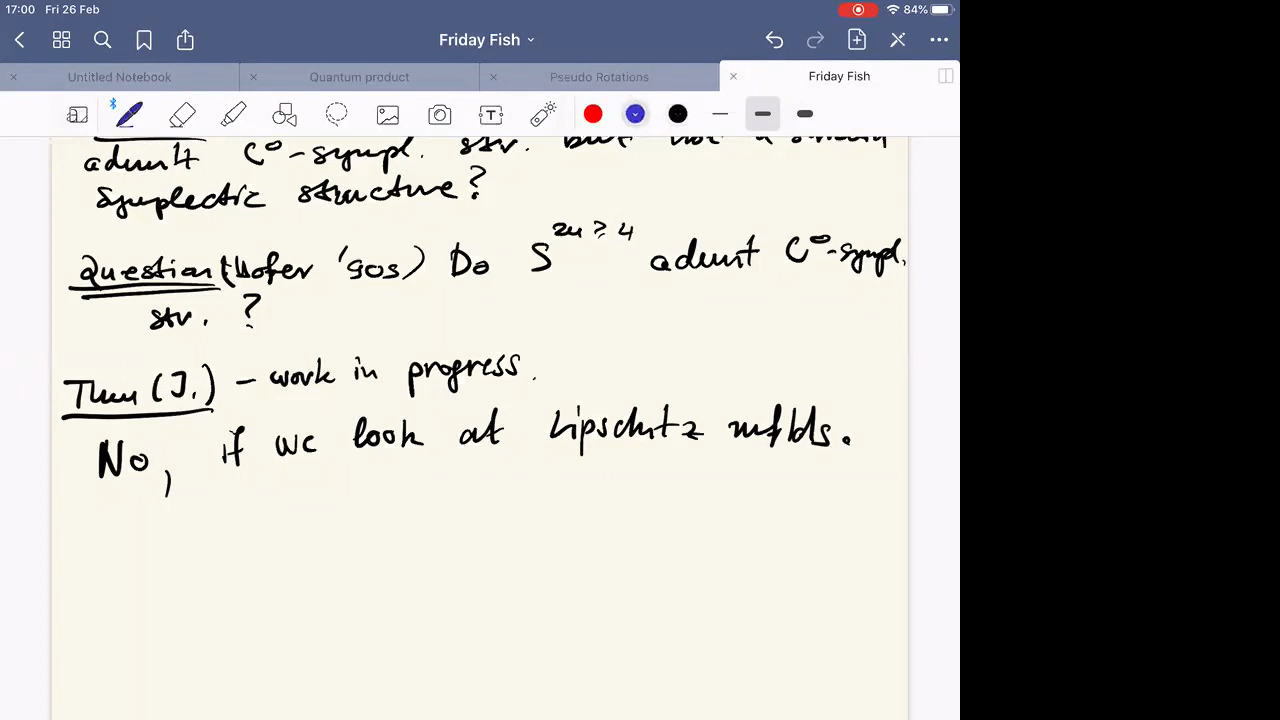 17:00 Fri 26 Feb
84%
Friday Fish
Untitled Notebook
Quantum product
Pseudo Rotations
Friday Fish
T
admit C⁰-sympl. str. but not a smooth
symplectic structure?
Question (Hofer '90s) Do S²ⁿ≥⁴ admit C⁰-sympl.
str. ?
Thm (J.) - work in progress.
No, if we look at Lipschitz mflds.